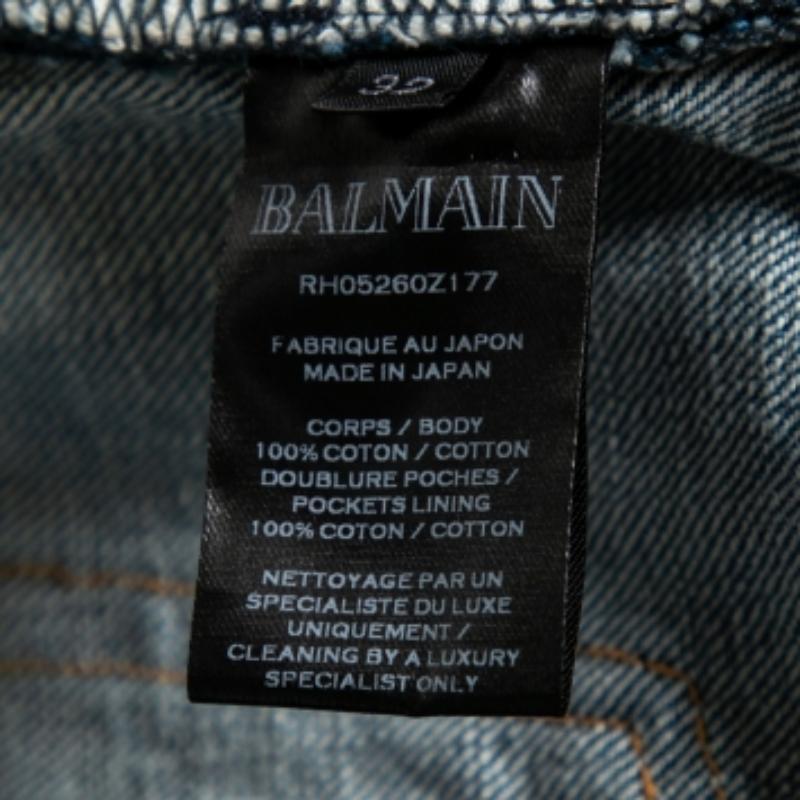 32
BALMAIN
RH05260Z177
FABRIQUE AU JAPON
MADE IN JAPAN
CORPS / BODY
100% COTON / COTTON
DOUBLURE POCHES /
POCKETS LINING
100% COTON / COTTON
NETTOYAGE PAR UN
SPECIALISTE DU LUXE
UNIQUEMENT /
CLEANING BY A LUXURY
SPECIALIST ONLY